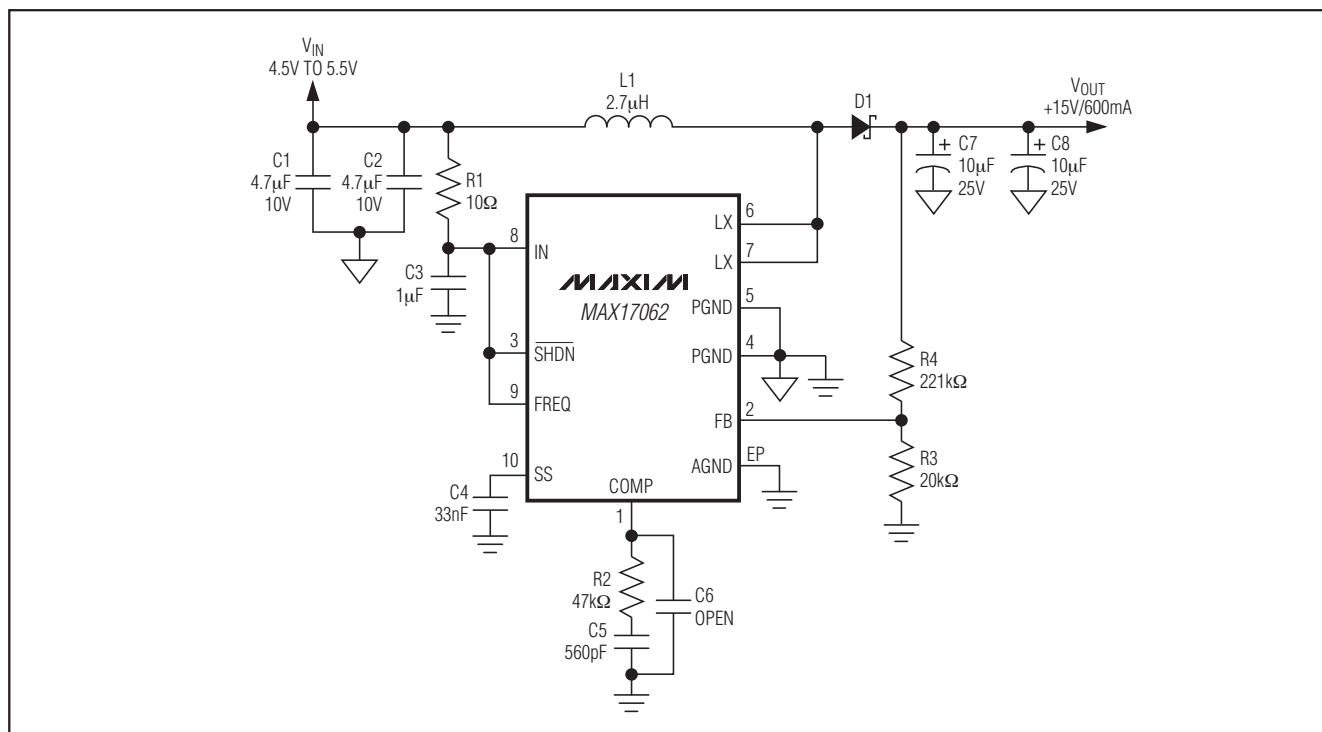 VIN
4.5V TO 5.5V
L1
2.7μH
D1
VOUT
+15V/600mA
C1
4.7μF
10V
C2
4.7μF
10V
R1
10Ω
+
C7
10μF
25V
+
C8
10μF
25V
C3
1μF
8
IN
3
SHDN
9
FREQ
10
SS
MAXIM
MAX17062
6
LX
7
LX
5
PGND
4
PGND
2
FB
EP
AGND
COMP
1
R4
221kΩ
R3
20kΩ
C4
33nF
R2
47kΩ
C5
560pF
C6
OPEN